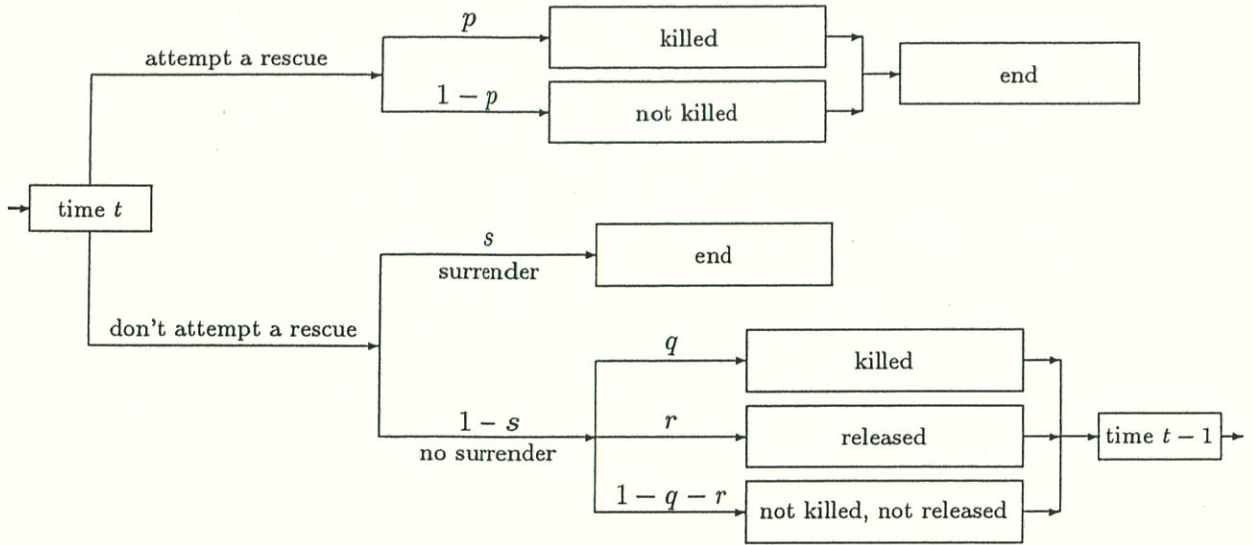 p
killed
attempt a rescue
end
1 − p
not killed
time t
s
end
surrender
don't attempt a rescue
q
killed
1 − s
r
released
time t − 1
no surrender
1 − q − r
not killed, not released